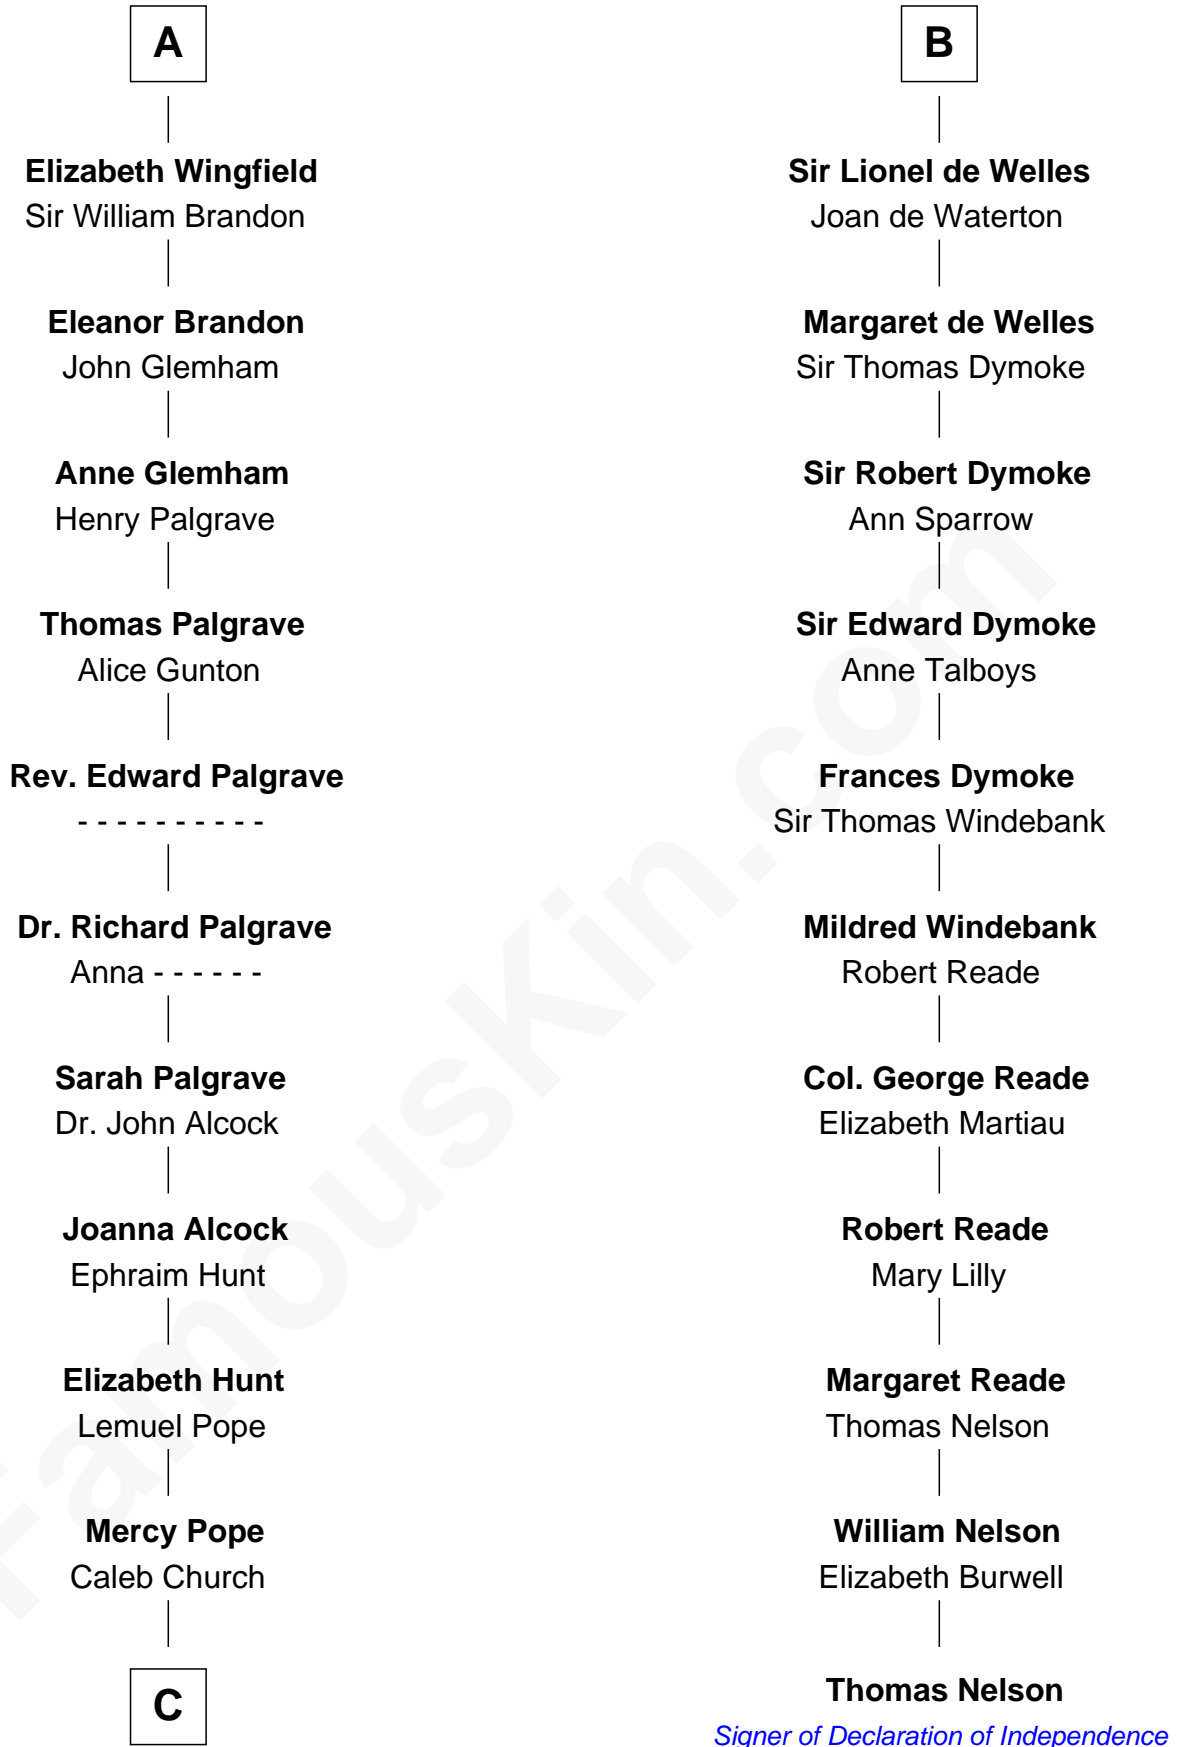 A
Elizabeth Wingfield
Sir William Brandon
Eleanor Brandon
John Glemham
Anne Glemham
Henry Palgrave
Thomas Palgrave
Alice Gunton
Rev. Edward Palgrave
- - - - - - - - - -
Dr. Richard Palgrave
Anna - - - - - -
Sarah Palgrave
Dr. John Alcock
Joanna Alcock
Ephraim Hunt
Elizabeth Hunt
Lemuel Pope
Mercy Pope
Caleb Church
C
B
Sir Lionel de Welles
Joan de Waterton
Margaret de Welles
Sir Thomas Dymoke
Sir Robert Dymoke
Ann Sparrow
Sir Edward Dymoke
Anne Talboys
Frances Dymoke
Sir Thomas Windebank
Mildred Windebank
Robert Reade
Col. George Reade
Elizabeth Martiau
Robert Reade
Mary Lilly
Margaret Reade
Thomas Nelson
William Nelson
Elizabeth Burwell
Thomas Nelson
Signer of Declaration of Independence
FamousKin.com